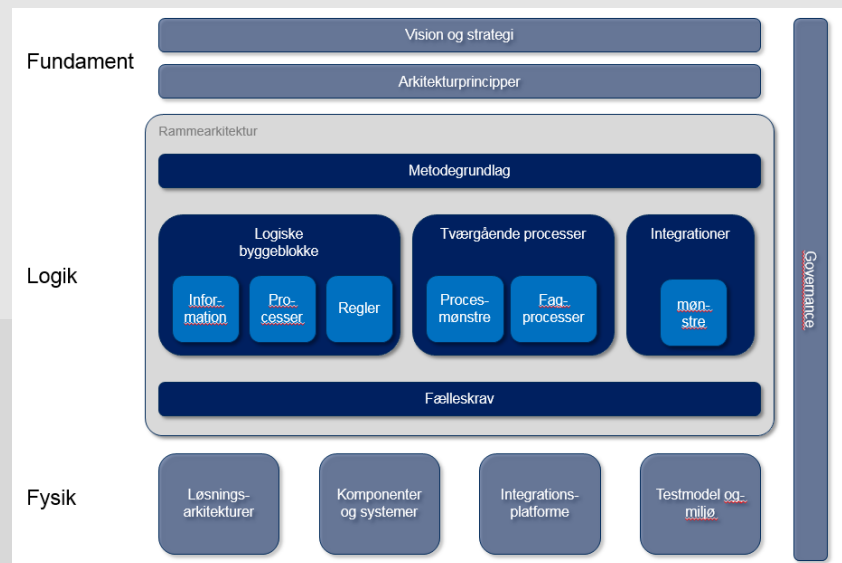 Fundament
Vision og strategi
Arkitekturprincipper
Rammearkitektur
Metodegrundlag
Logik
Logiske
byggeblokke
Infor-
mation
Pro-
cesser
Regler
Tværgående processer
Proces-
mønstre
Fag-
processer
Integrationer
møn-
stre
Fælleskrav
Fysik
Løsnings-
arkitekturer
Komponenter
og systemer
Integrations-
platforme
Testmodel og-
miljø
Governance